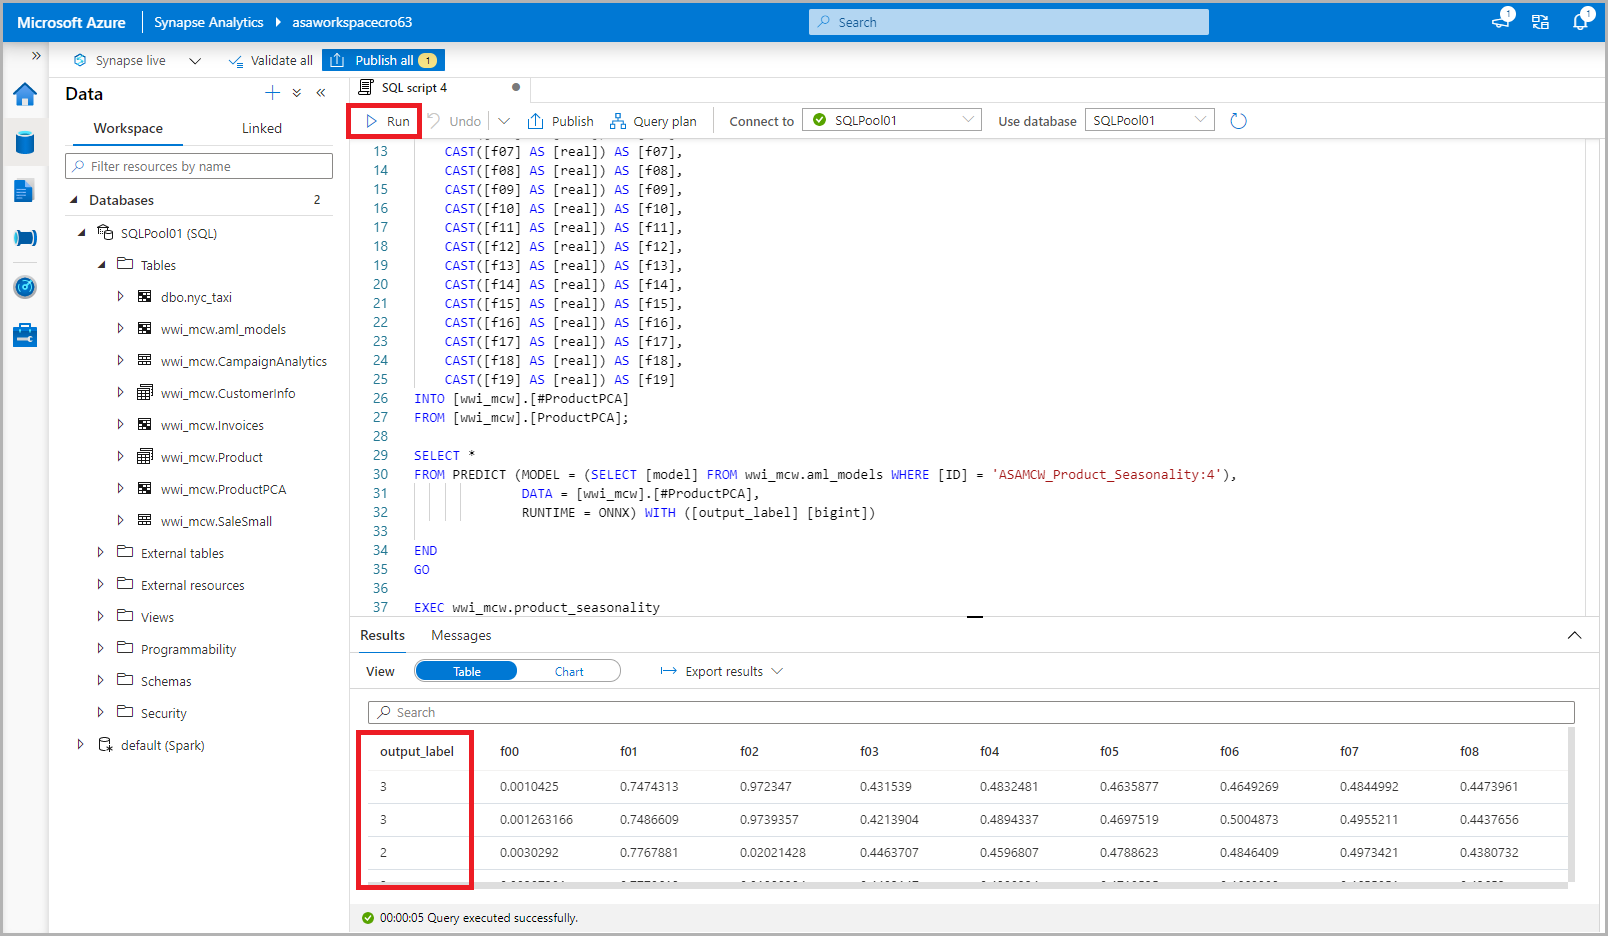 Microsoft Azure
Synapse Analytics
asaworkspacecro63
Search
1
1
Synapse live
Validate all
Publish all 1
Data
Workspace
Linked
Filter resources by name
Databases 2
SQLPool01 (SQL)
Tables
dbo.nyc_taxi
wwi_mcw.aml_models
wwi_mcw.CampaignAnalytics
wwi_mcw.CustomerInfo
wwi_mcw.Invoices
wwi_mcw.Product
wwi_mcw.ProductPCA
wwi_mcw.SaleSmall
External tables
External resources
Views
Programmability
Schemas
Security
default (Spark)
SQL script 4
Run
Undo
Publish
Query plan
Connect to
SQLPool01
Use database
SQLPool01
13 CAST([f07] AS [real]) AS [f07],
14 CAST([f08] AS [real]) AS [f08],
15 CAST([f09] AS [real]) AS [f09],
16 CAST([f10] AS [real]) AS [f10],
17 CAST([f11] AS [real]) AS [f11],
18 CAST([f12] AS [real]) AS [f12],
19 CAST([f13] AS [real]) AS [f13],
20 CAST([f14] AS [real]) AS [f14],
21 CAST([f15] AS [real]) AS [f15],
22 CAST([f16] AS [real]) AS [f16],
23 CAST([f17] AS [real]) AS [f17],
24 CAST([f18] AS [real]) AS [f18],
25 CAST([f19] AS [real]) AS [f19]
26 INTO [wwi_mcw].[#ProductPCA]
27 FROM [wwi_mcw].[ProductPCA];
28
29 SELECT *
30 FROM PREDICT (MODEL = (SELECT [model] FROM wwi_mcw.aml_models WHERE [ID] = 'ASAMCW_Product_Seasonality:4'),
31 DATA = [wwi_mcw].[#ProductPCA],
32 RUNTIME = ONNX) WITH ([output_label] [bigint])
33
34 END
35 GO
36
37 EXEC wwi_mcw.product_seasonality
Results
Messages
View
Table
Chart
Export results
Search
output_label f00 f01 f02 f03 f04 f05 f06 f07 f08
3 0.0010425 0.7474313 0.972347 0.431539 0.4832481 0.4635877 0.4649269 0.4844992 0.4473961
3 0.001263166 0.7486609 0.9739357 0.4213904 0.4894337 0.4697519 0.5004873 0.4955211 0.4437656
2 0.0030292 0.7767881 0.02021428 0.4463707 0.4596807 0.4788623 0.4846409 0.4973421 0.4380732
00:00:05 Query executed successfully.